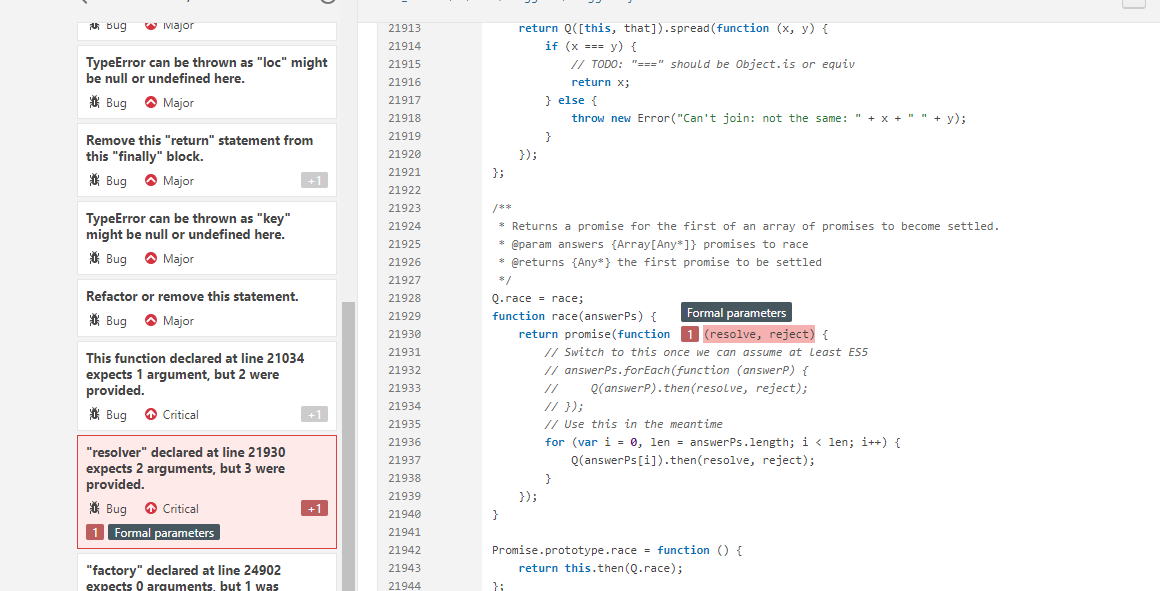 Bug Major
TypeError can be thrown as "loc" might
be null or undefined here.
Bug Major
Remove this "return" statement from
this "finally" block.
Bug Major +1
TypeError can be thrown as "key"
might be null or undefined here.
Bug Major
Refactor or remove this statement.
Bug Major
This function declared at line 21034
expects 1 argument, but 2 were
provided.
Bug Critical +1
"resolver" declared at line 21930
expects 2 arguments, but 3 were
provided.
Bug Critical +1
1 Formal parameters
"factory" declared at line 24902
expects 0 arguments, but 1 was
21913 return Q([this, that]).spread(function (x, y) {
21914 if (x === y) {
21915 // TODO: "===" should be Object.is or equiv
21916 return x;
21917 } else {
21918 throw new Error("Can't join: not the same: " + x + " " + y);
21919 }
21920 });
21921 };
21922
21923 /**
21924 * Returns a promise for the first of an array of promises to become settled.
21925 * @param answers {Array[Any*]} promises to race
21926 * @returns {Any*} the first promise to be settled
21927 */
21928 Q.race = race;
21929 function race(answerPs) {
Formal parameters
21930 return promise(function 1 (resolve, reject) {
21931 // Switch to this once we can assume at least ES5
21932 // answerPs.forEach(function (answerP) {
21933 // Q(answerP).then(resolve, reject);
21934 // });
21935 // Use this in the meantime
21936 for (var i = 0, len = answerPs.length; i < len; i++) {
21937 Q(answerPs[i]).then(resolve, reject);
21938 }
21939 });
21940 }
21941
21942 Promise.prototype.race = function () {
21943 return this.then(Q.race);
21944 };